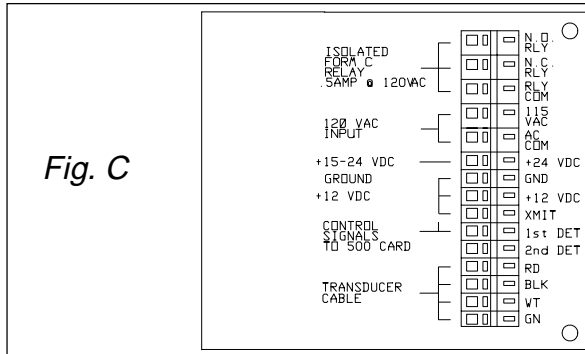 Fig. C
ISOLATED
FORM C
RELAY
.5AMP @ 120VAC
120 VAC
INPUT
+15-24 VDC
GROUND
+12 VDC
CONTROL
SIGNALS
TO 500 CARD
TRANSDUCER
CABLE
N.O.
RLY
N.C.
RLY
RLY
COM
115
VAC
AC
COM
+24 VDC
GND
+12 VDC
XMIT
1st DET
2nd DET
RD
BLK
WT
GN